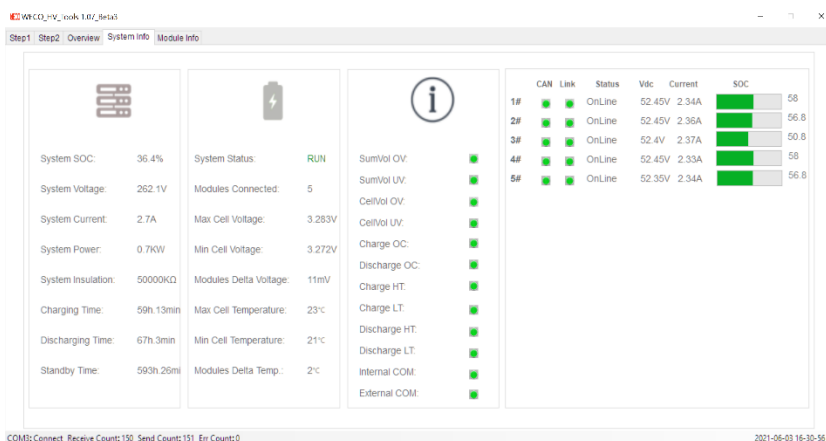 WECO_HV_Tools 1.07_Beta3
Step1 Step2 Overview System Info Module Info
System SOC: 36.4%
System Voltage: 262.1V
System Current: 2.7A
System Power: 0.7KW
System Insulation: 50000KΩ
Charging Time: 59h.13min
Discharging Time: 67h.3min
Standby Time: 593h.26mi
System Status: RUN
Modules Connected: 5
Max Cell Voltage: 3.283V
Min Cell Voltage: 3.272V
Modules Delta Voltage: 11mV
Max Cell Temperature: 23℃
Min Cell Temperature: 21℃
Modules Delta Temp.: 2℃
i
SumVol OV:
SumVol UV:
CellVol OV:
CellVol UV:
Charge OC:
Discharge OC:
Charge HT:
Charge LT:
Discharge HT:
Discharge LT:
Internal COM:
External COM:
CAN Link Status Vdc Current SOC
1# OnLine 52.45V 2.34A 58
2# OnLine 52.45V 2.36A 56.8
3# OnLine 52.4V 2.37A 50.8
4# OnLine 52.45V 2.33A 58
5# OnLine 52.35V 2.34A 56.8
COM3: Connect Receive Count: 150 Send Count: 151 Err Count: 0
2021-06-03 16-30-56